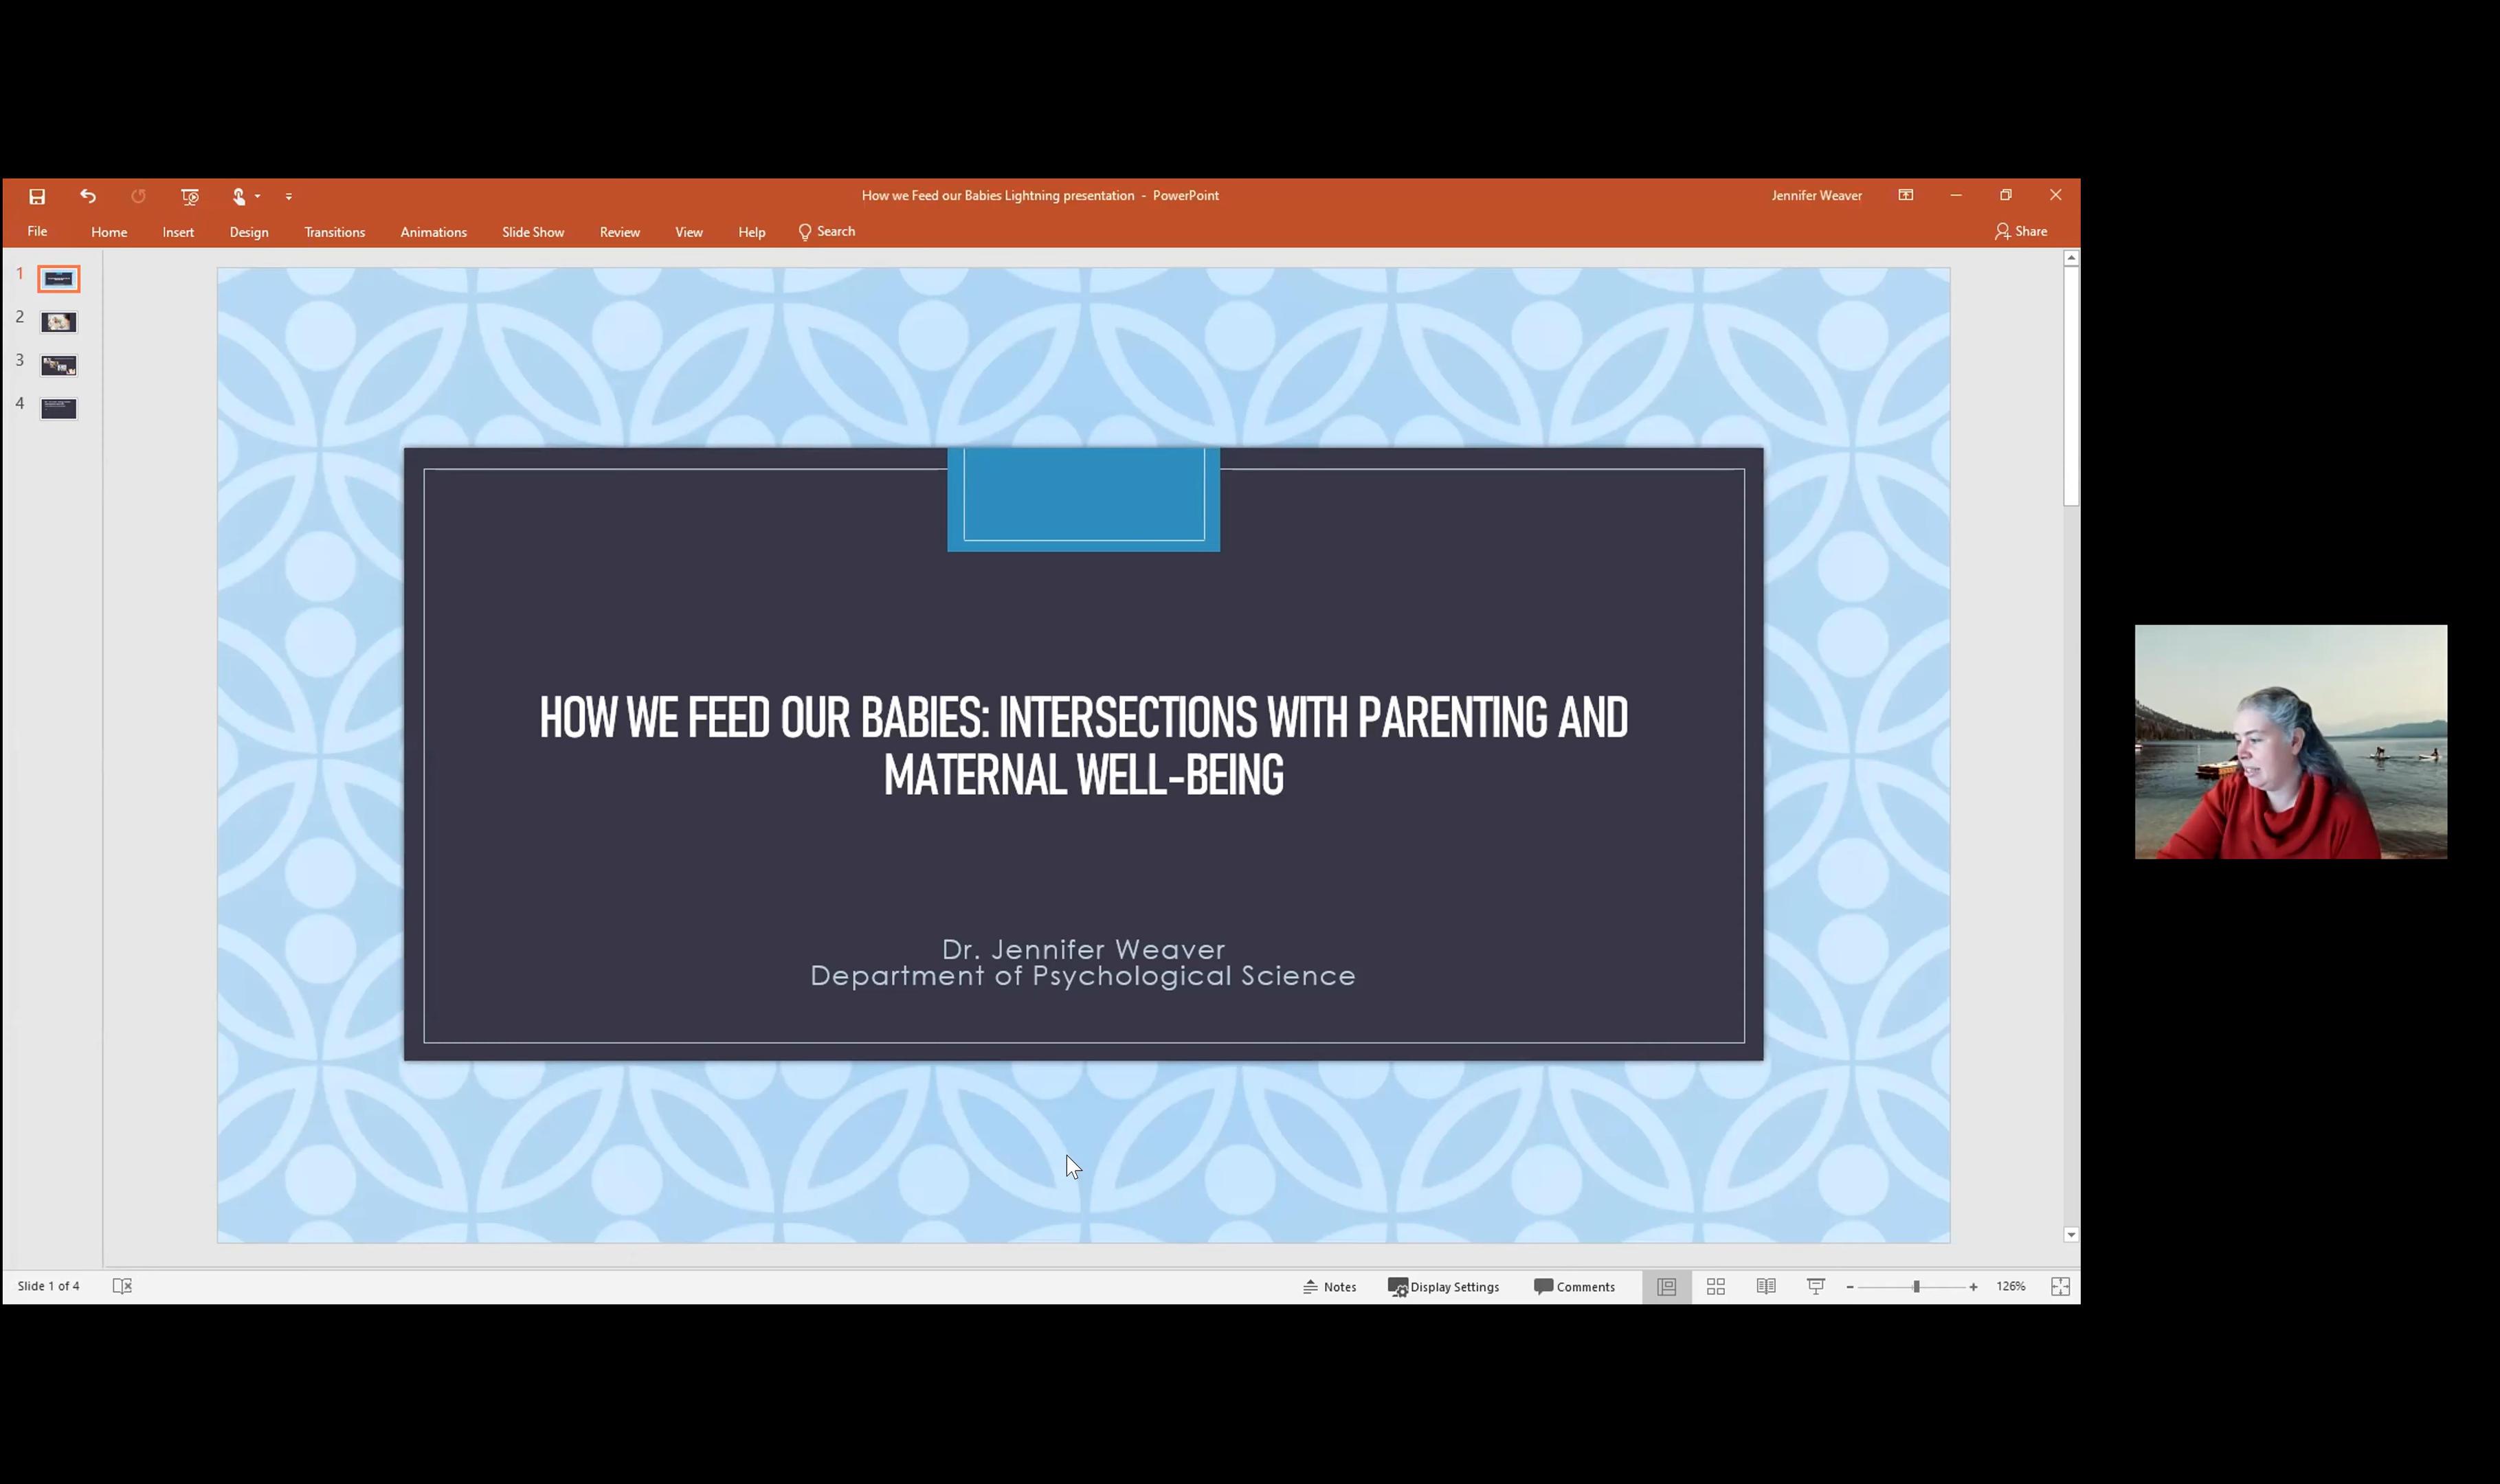 How we Feed our Babies Lightning presentation - PowerPoint
Jennifer Weaver
File Home Insert Design Transitions Animations Slide Show Review View Help Search
Share
1
2
3
4
HOW WE FEED OUR BABIES: INTERSECTIONS WITH PARENTING AND
MATERNAL WELL-BEING
Dr. Jennifer Weaver
Department of Psychological Science
Slide 1 of 4
Notes Display Settings Comments
126%